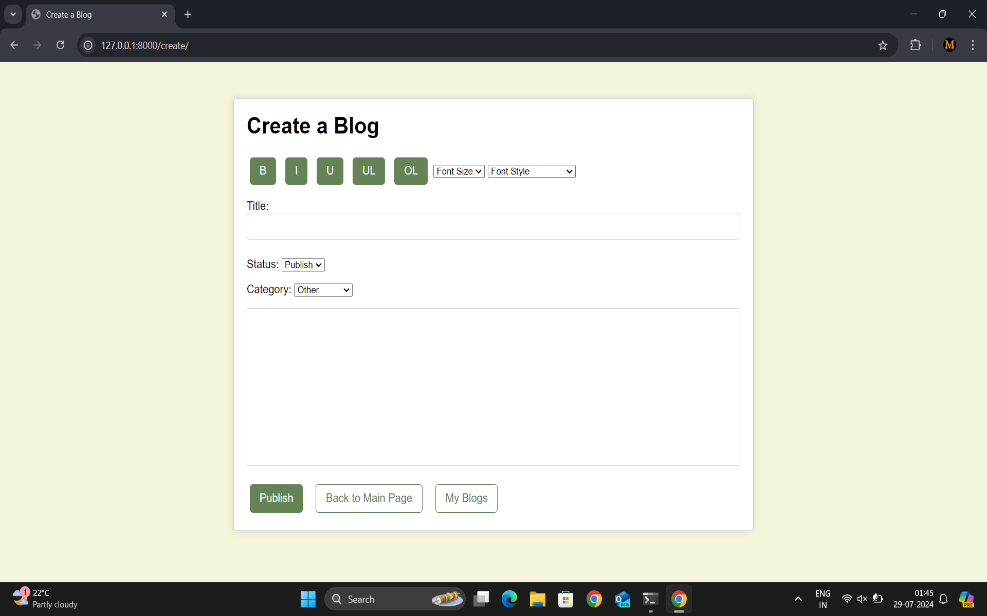 Create a Blog
127.0.0.1:8000/create/
M
Create a Blog
B I U UL OL Font Size Font Style
Title:
Status: Publish
Category: Other
Publish Back to Main Page My Blogs
1 22°C
Partly cloudy
Search
ENG
IN
01:45
29-07-2024